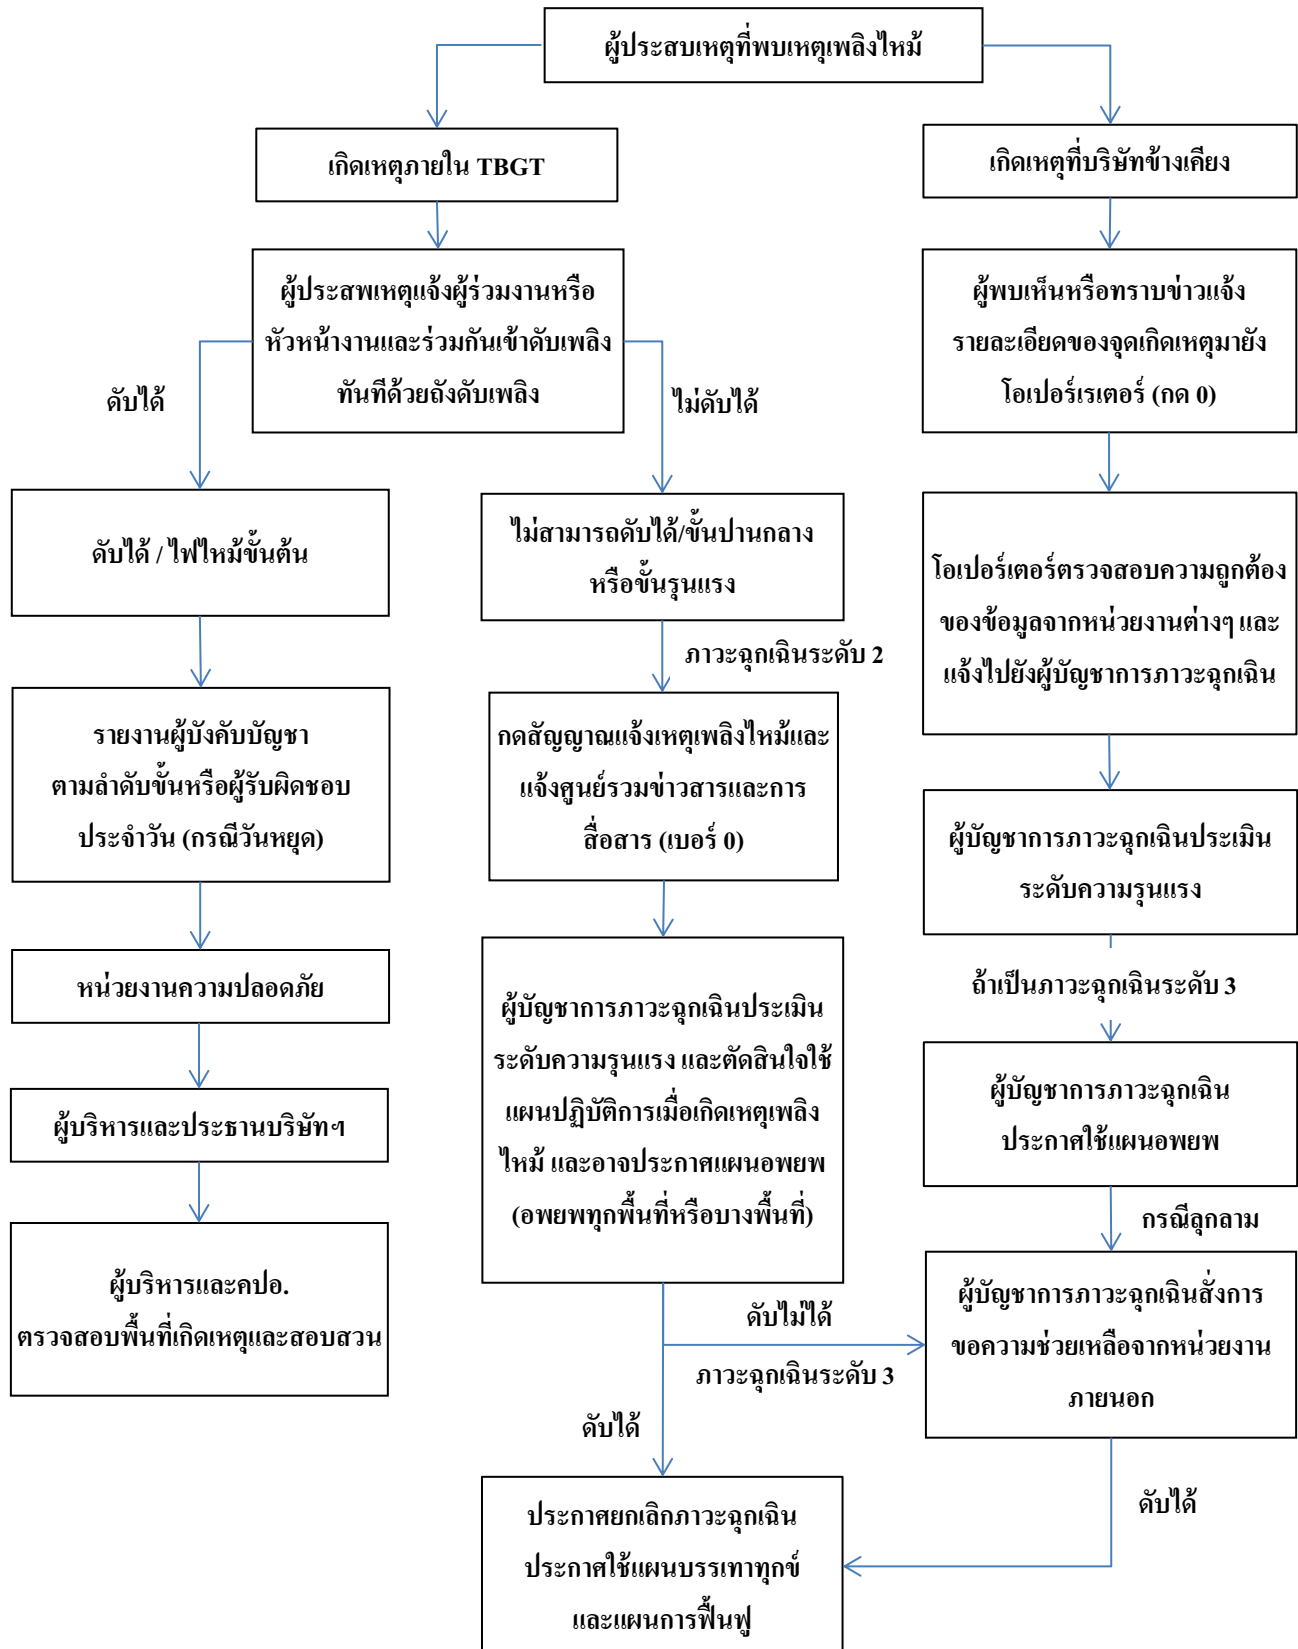 ผู้ประสบเหตุที่พบเหตุเพลิงไหม้
เกิดเหตุภายใน TBGT
เกิดเหตุที่บริษัทข้างเคียง
ผู้ประสพเหตุแจ้งผู้ร่วมงานหรือ
หัวหน้างานและร่วมกันเข้าดับเพลิง
ทันทีด้วยถังดับเพลิง
ผู้พบเห็นหรือทราบข่าวแจ้ง
รายละเอียดของจุดเกิดเหตุมายัง
โอเปอร์เรเตอร์ (กด 0)
ดับได้
ไม่ดับได้
ดับได้ / ไฟไหม้ขั้นต้น
ไม่สามารถดับได้/ขั้นปานกลาง
หรือขั้นรุนแรง
โอเปอร์เตอร์ตรวจสอบความถูกต้อง
ของข้อมูลจากหน่วยงานต่างๆ และ
แจ้งไปยังผู้บัญชาการภาวะฉุกเฉิน
ภาวะฉุกเฉินระดับ 2
รายงานผู้บังคับบัญชา
ตามลำดับขั้นหรือผู้รับผิดชอบ
ประจำวัน (กรณีวันหยุด)
กดสัญญาณแจ้งเหตุเพลิงไหม้และ
แจ้งศูนย์รวมข่าวสารและการ
สื่อสาร (เบอร์ 0)
ผู้บัญชาการภาวะฉุกเฉินประเมิน
ระดับความรุนแรง
หน่วยงานความปลอดภัย
ถ้าเป็นภาวะฉุกเฉินระดับ 3
ผู้บัญชาการภาวะฉุกเฉินประเมิน
ระดับความรุนแรง และตัดสินใจใช้
แผนปฏิบัติการเมื่อเกิดเหตุเพลิง
ไหม้ และอาจประกาศแผนอพยพ
(อพยพทุกพื้นที่หรือบางพื้นที่)
ผู้บริหารและประธานบริษัทฯ
ผู้บัญชาการภาวะฉุกเฉิน
ประกาศใช้แผนอพยพ
กรณีลุกลาม
ผู้บริหารและคปอ.
ตรวจสอบพื้นที่เกิดเหตุและสอบสวน
ผู้บัญชาการภาวะฉุกเฉินสั่งการ
ขอความช่วยเหลือจากหน่วยงาน
ภายนอก
ดับไม่ได้
ภาวะฉุกเฉินระดับ 3
ดับได้
ดับได้
ประกาศยกเลิกภาวะฉุกเฉิน
ประกาศใช้แผนบรรเทาทุกข์
และแผนการฟื้นฟู